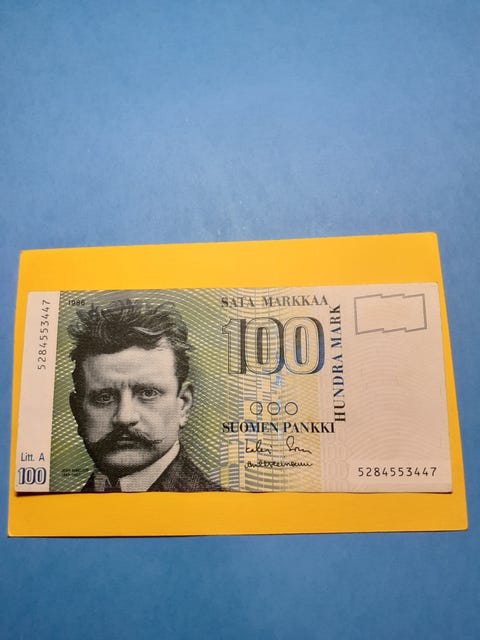 1986
SATA MARKKAA
100
HUNDRA MARK
SUOMEN PANKKI
5284553447
Litt. A
100
5284553447